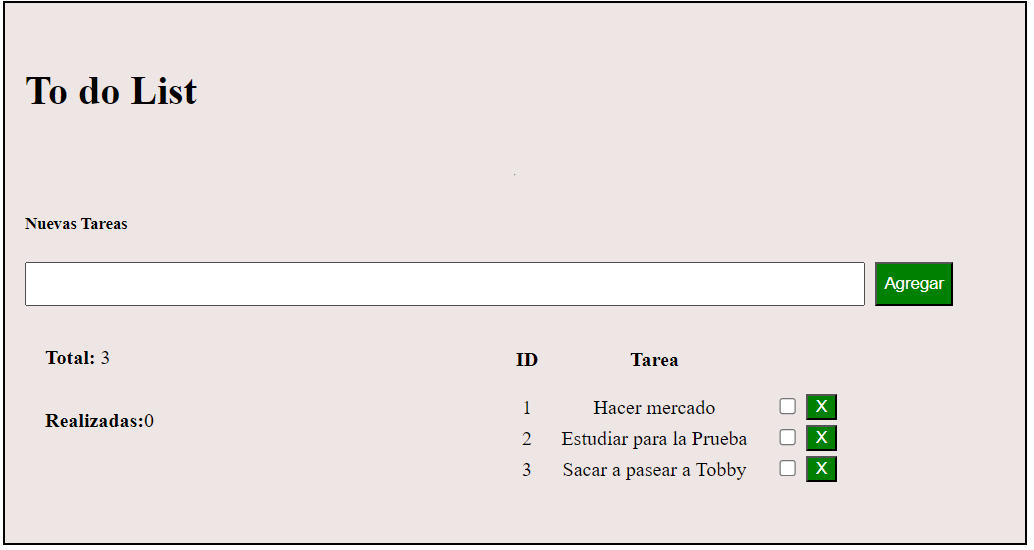 To do List
Nuevas Tareas
Agregar
Total: 3
Realizadas:0
ID Tarea
1 Hacer mercado X
2 Estudiar para la Prueba X
3 Sacar a pasear a Tobby X